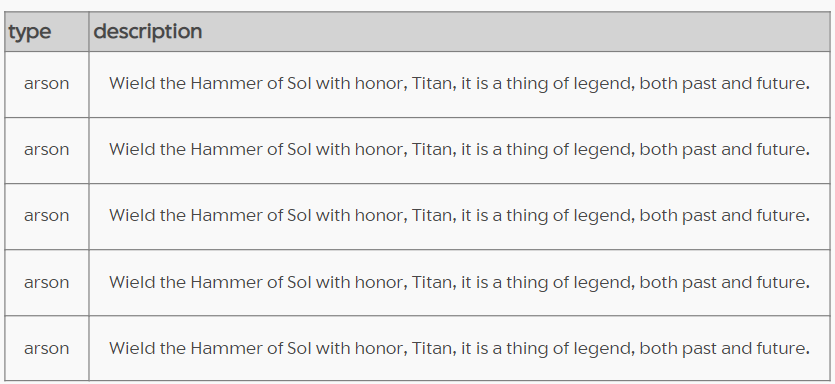 type description
arson Wield the Hammer of Sol with honor, Titan, it is a thing of legend, both past and future.
arson Wield the Hammer of Sol with honor, Titan, it is a thing of legend, both past and future.
arson Wield the Hammer of Sol with honor, Titan, it is a thing of legend, both past and future.
arson Wield the Hammer of Sol with honor, Titan, it is a thing of legend, both past and future.
arson Wield the Hammer of Sol with honor, Titan, it is a thing of legend, both past and future.